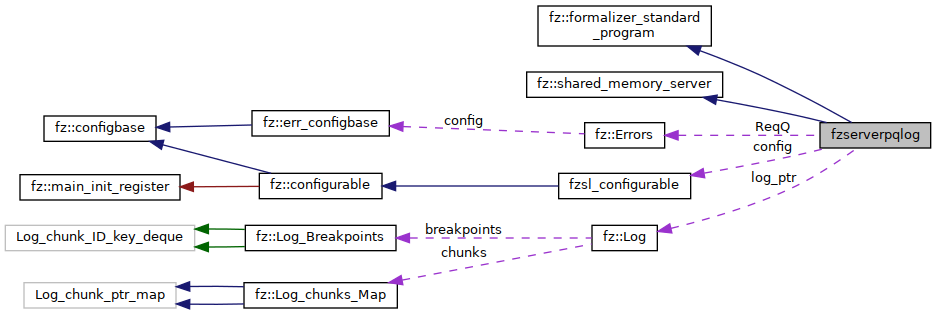 fz::formalizer_standard
_program
fz::shared_memory_server
fz::err_configbase
config
fz::configbase
fz::Errors
ReqQ
fzserverpqlog
config
fz::main_init_register
fz::configurable
fzsl_configurable
log_ptr
Log_chunk_ID_key_deque
fz::Log_Breakpoints
breakpoints
fz::Log
chunks
Log_chunk_ptr_map
fz::Log_chunks_Map